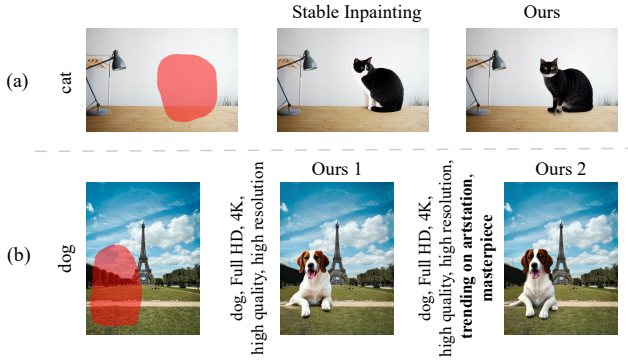 Stable Inpainting
Ours
(a)
cat
Ours 1
Ours 2
(b)
dog
dog, Full HD, 4K,
high quality, high resolution
dog, Full HD, 4K,
high quality, high resolution,
trending on artstation,
masterpiece